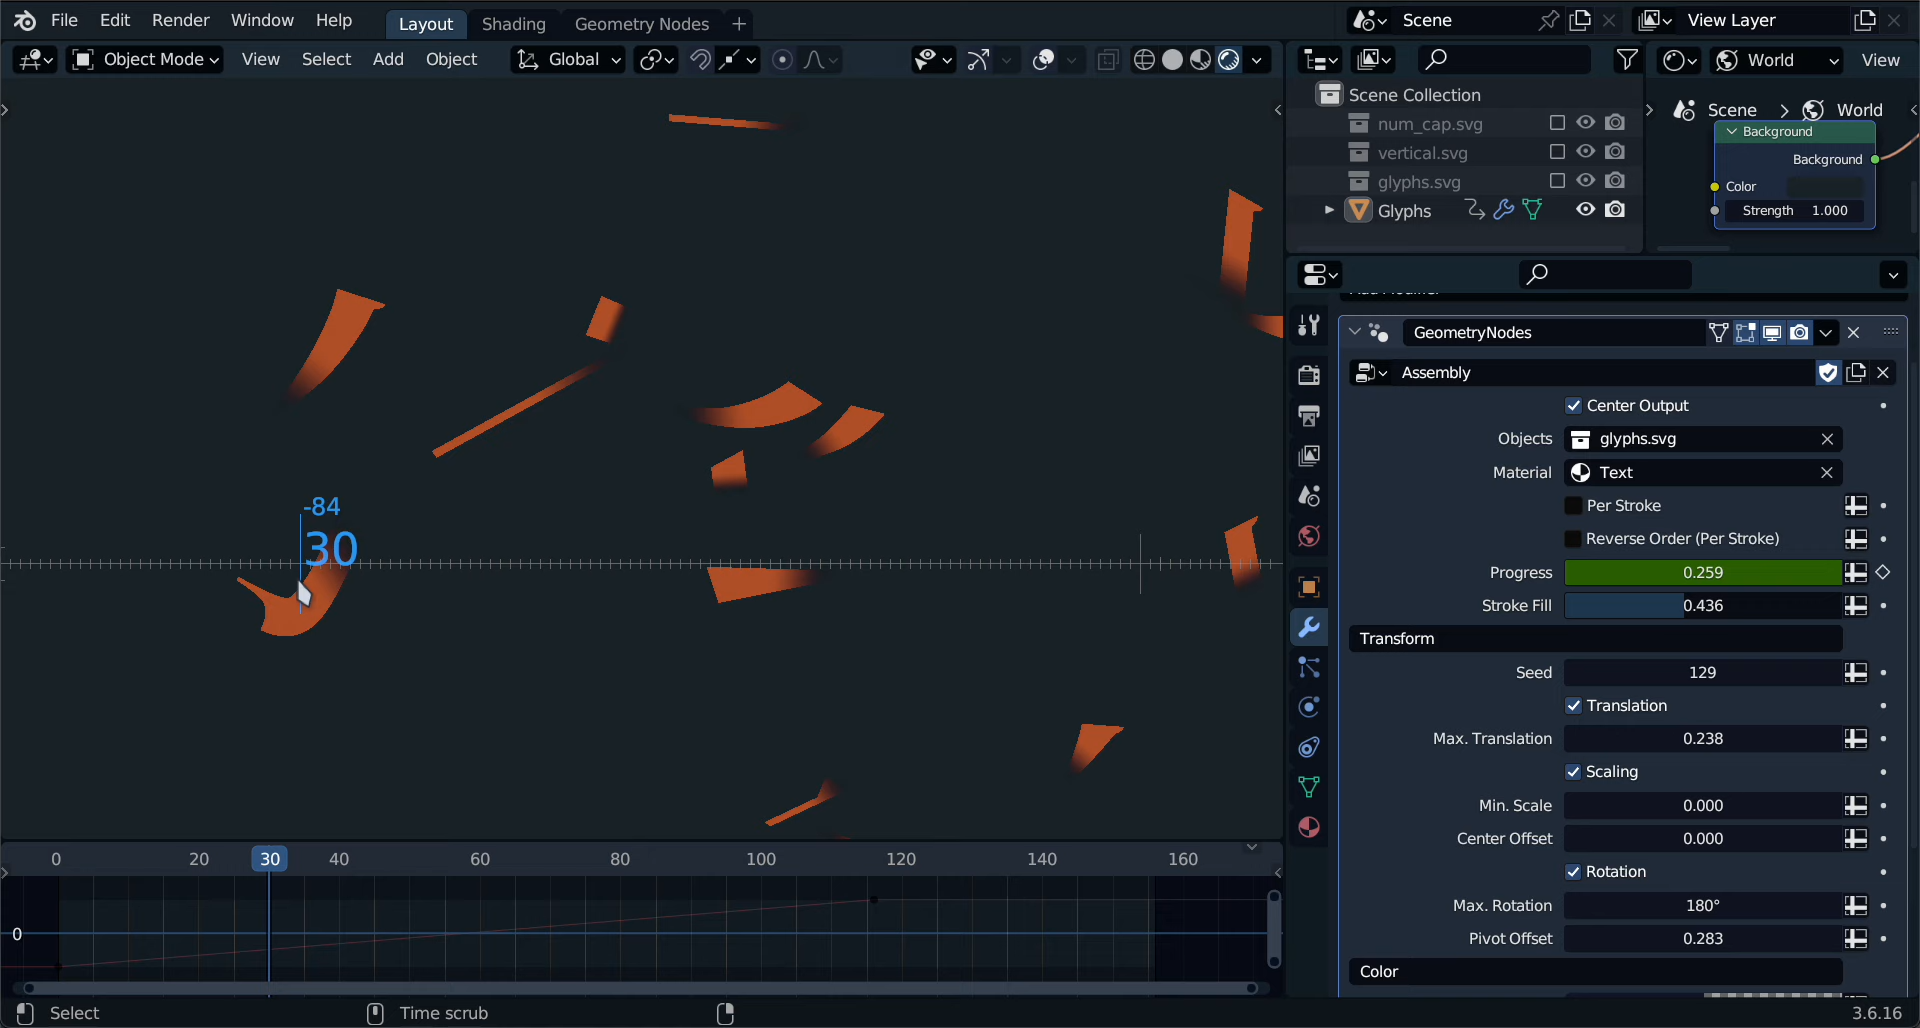 File Edit Render Window Help Layout Shading Geometry Nodes + Scene View Layer
Object Mode View Select Add Object Global World View
Scene Collection
num_cap.svg
vertical.svg
glyphs.svg
Glyphs
Scene > World
Background
Background
Color
Strength 1.000
GeometryNodes
Assembly
Center Output
Objects glyphs.svg
Material Text
Per Stroke
Reverse Order (Per Stroke)
Progress 0.259
Stroke Fill 0.436
Transform
Seed 129
Translation
Max. Translation 0.238
Scaling
Min. Scale 0.000
Center Offset 0.000
Rotation
Max. Rotation 180°
Pivot Offset 0.283
Color
-84
30
0 20 30 40 60 80 100 120 140 160
0
Select Time scrub 3.6.16